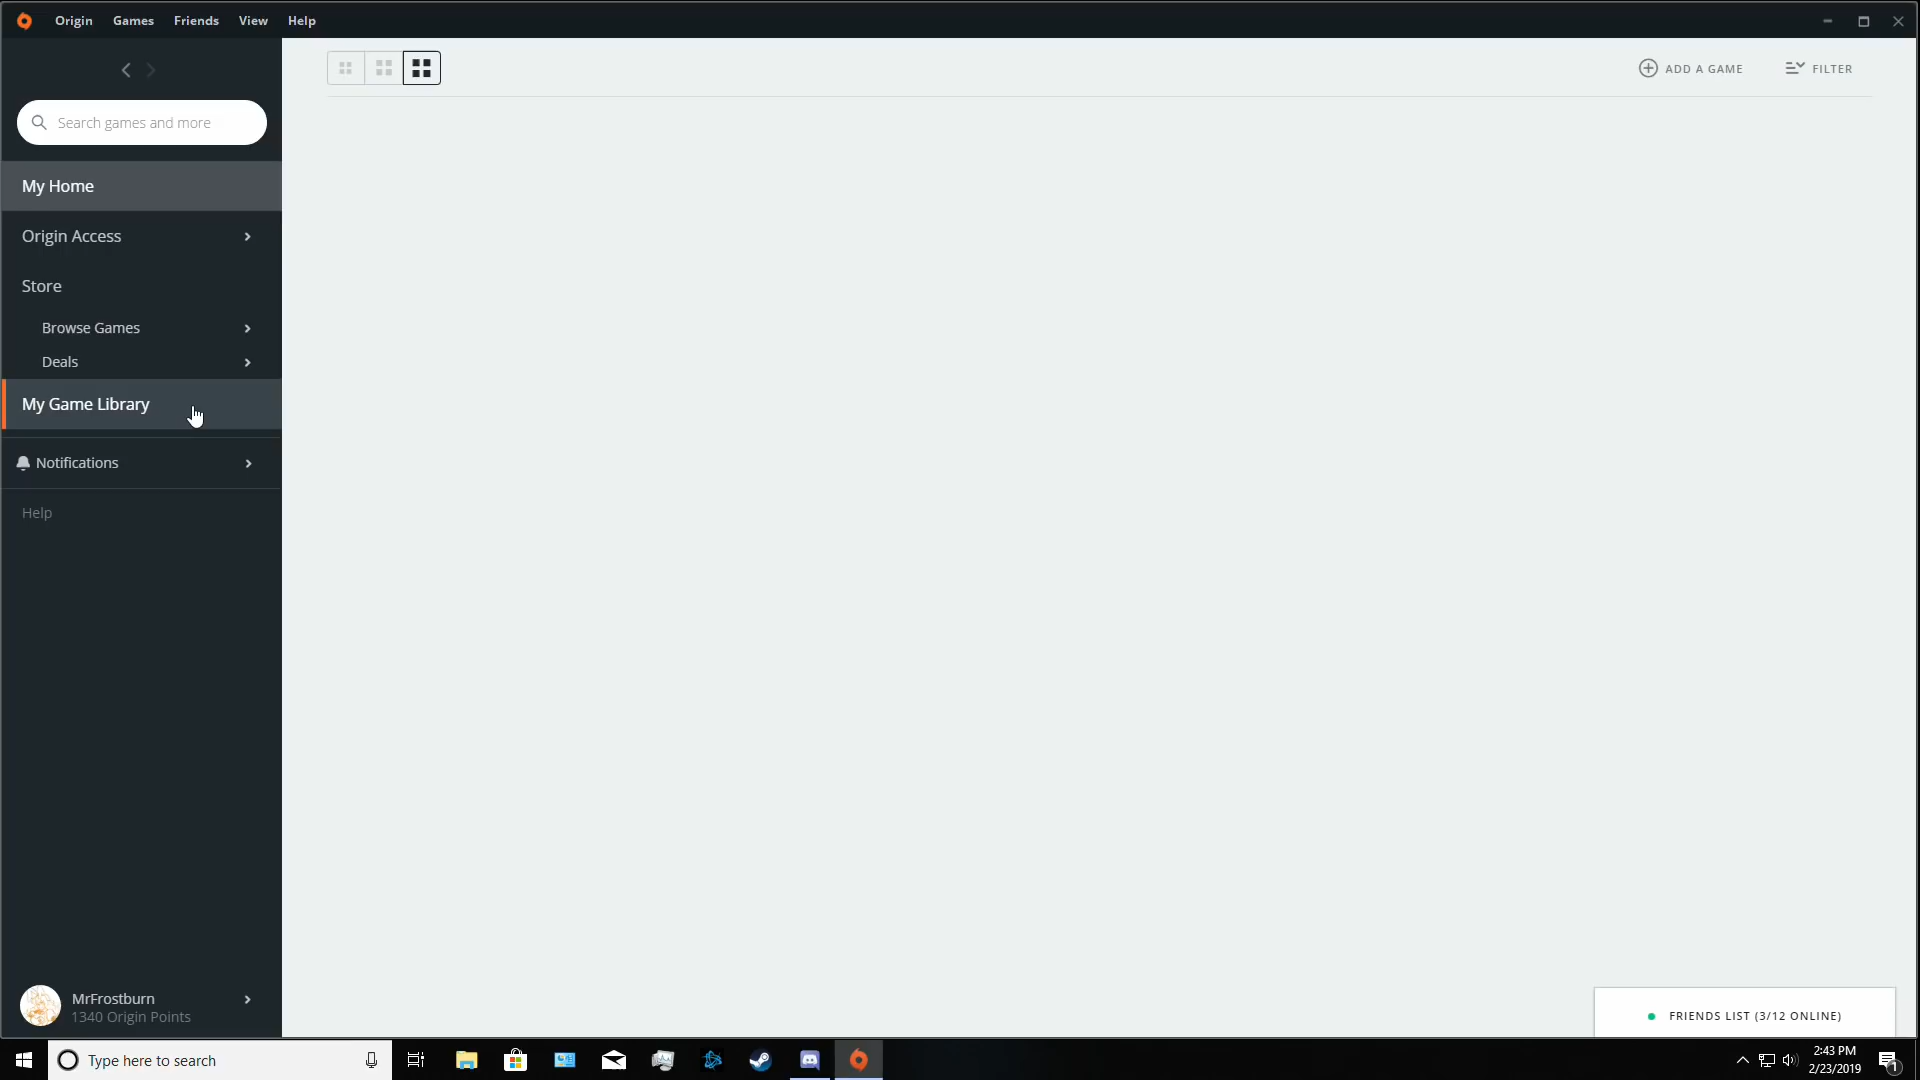 Origin Games Friends View Help
ADD A GAME FILTER
Search games and more
My Home
Origin Access
Store
Browse Games
Deals
My Game Library
Notifications
Help
MrFrostburn
1340 Origin Points
FRIENDS LIST (3/12 ONLINE)
Type here to search
2:43 PM
2/23/2019
1